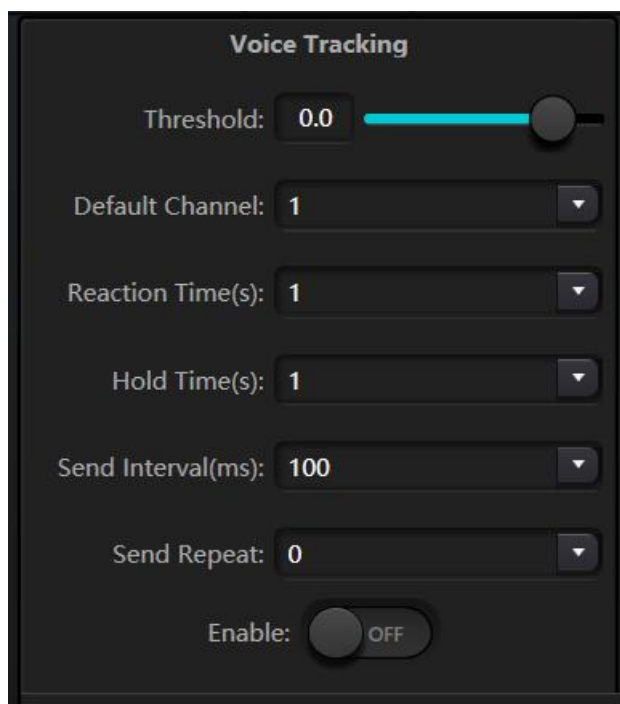 Voice Tracking
Threshold: 0.0
Default Channel: 1
Reaction Time(s): 1
Hold Time(s): 1
Send Interval(ms): 100
Send Repeat: 0
Enable: OFF